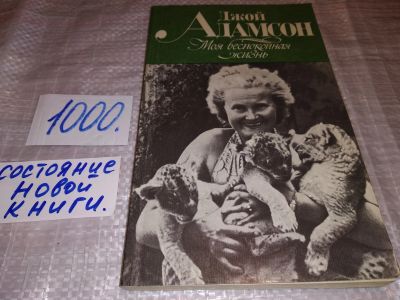 Джой
Адамсон
Моя беспокойная
жизнь
1000.
состояние
новой
книги.